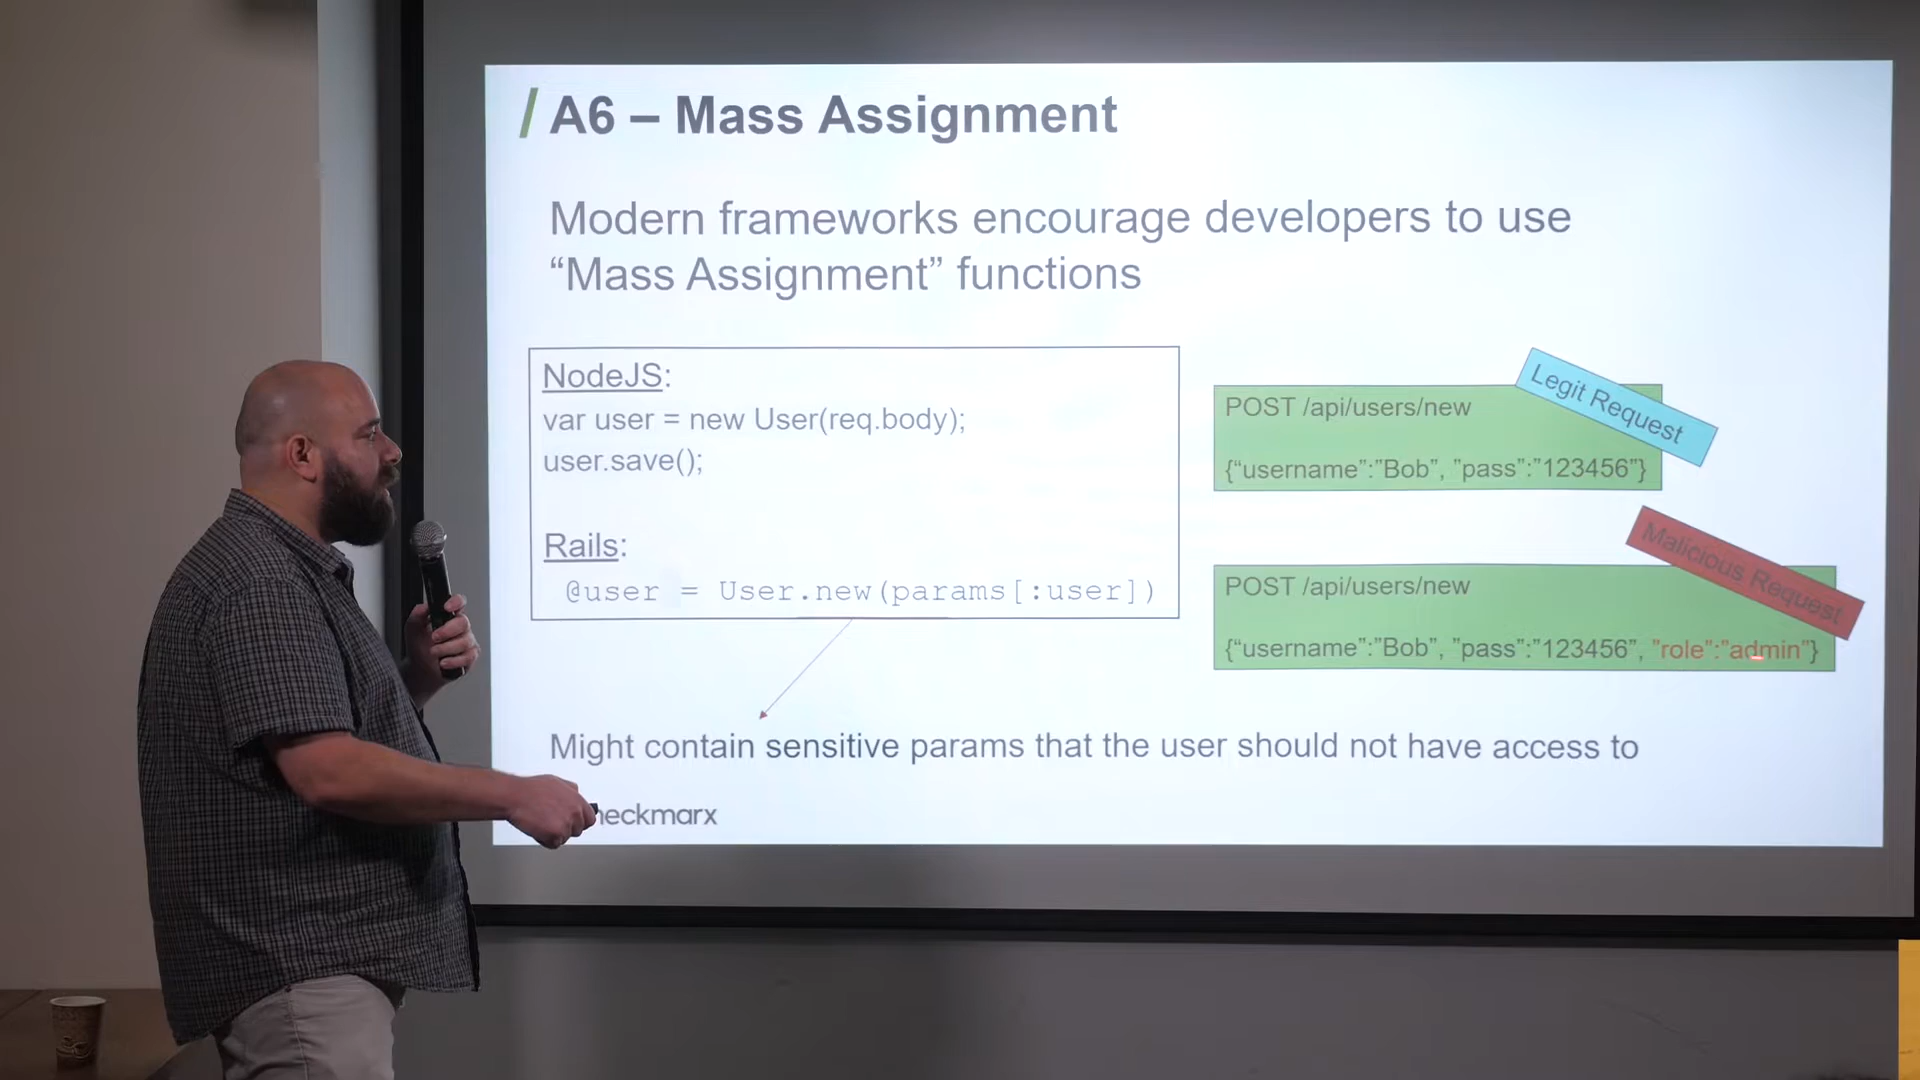 / A6 – Mass Assignment
Modern frameworks encourage developers to use
“Mass Assignment” functions
NodeJS:
var user = new User(req.body);
user.save();
Rails:
@user = User.new(params[:user])
Legit Request
POST /api/users/new
{“username”:”Bob”, ”pass”:”123456”}
Malicious Request
POST /api/users/new
{“username”:”Bob”, ”pass”:”123456”, ”role”:”admin”}
Might contain sensitive params that the user should not have access to
heckmarx